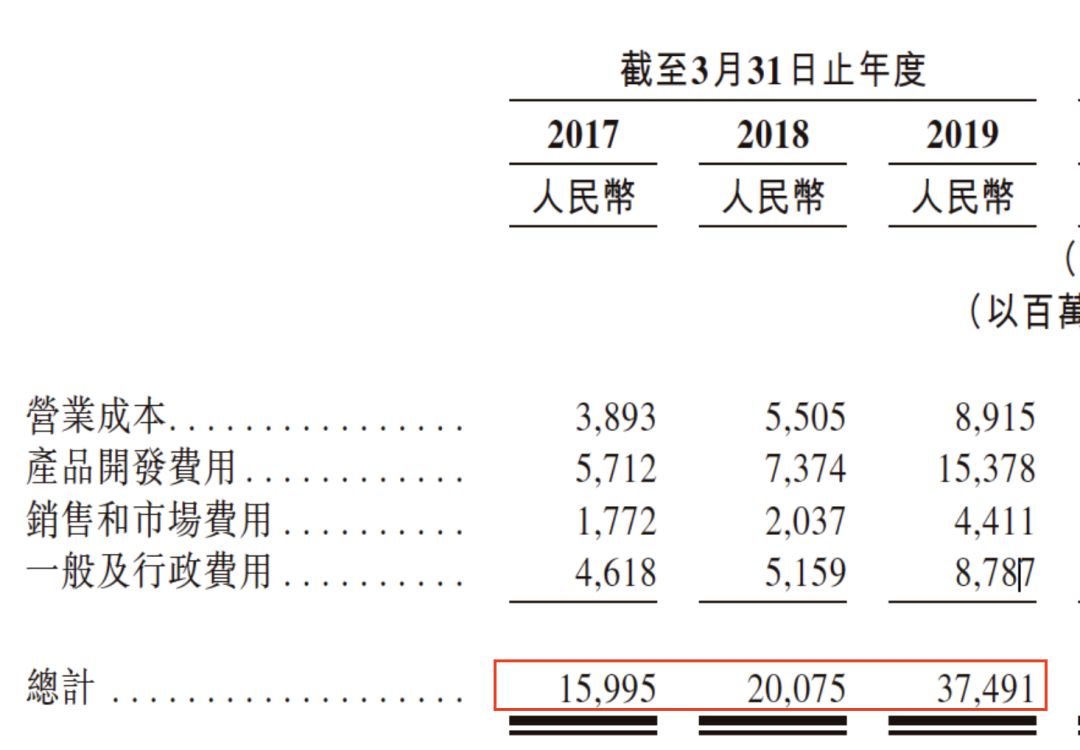 截至3月31日止年度
2017 2018 2019
人民幣 人民幣 人民幣
(
(以百萬
營業成本................ 3,893 5,505 8,915
產品開發費用............ 5,712 7,374 15,378
銷售和市場費用.......... 1,772 2,037 4,411
一般及行政費用.......... 4,618 5,159 8,787
總計................... 15,995 20,075 37,491